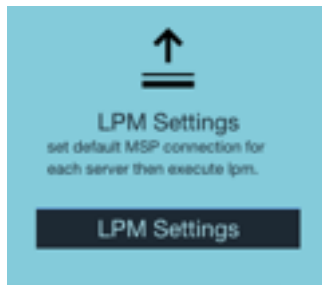 LPM Settings
set default MSP connection for
each server then execute lpm.
LPM Settings